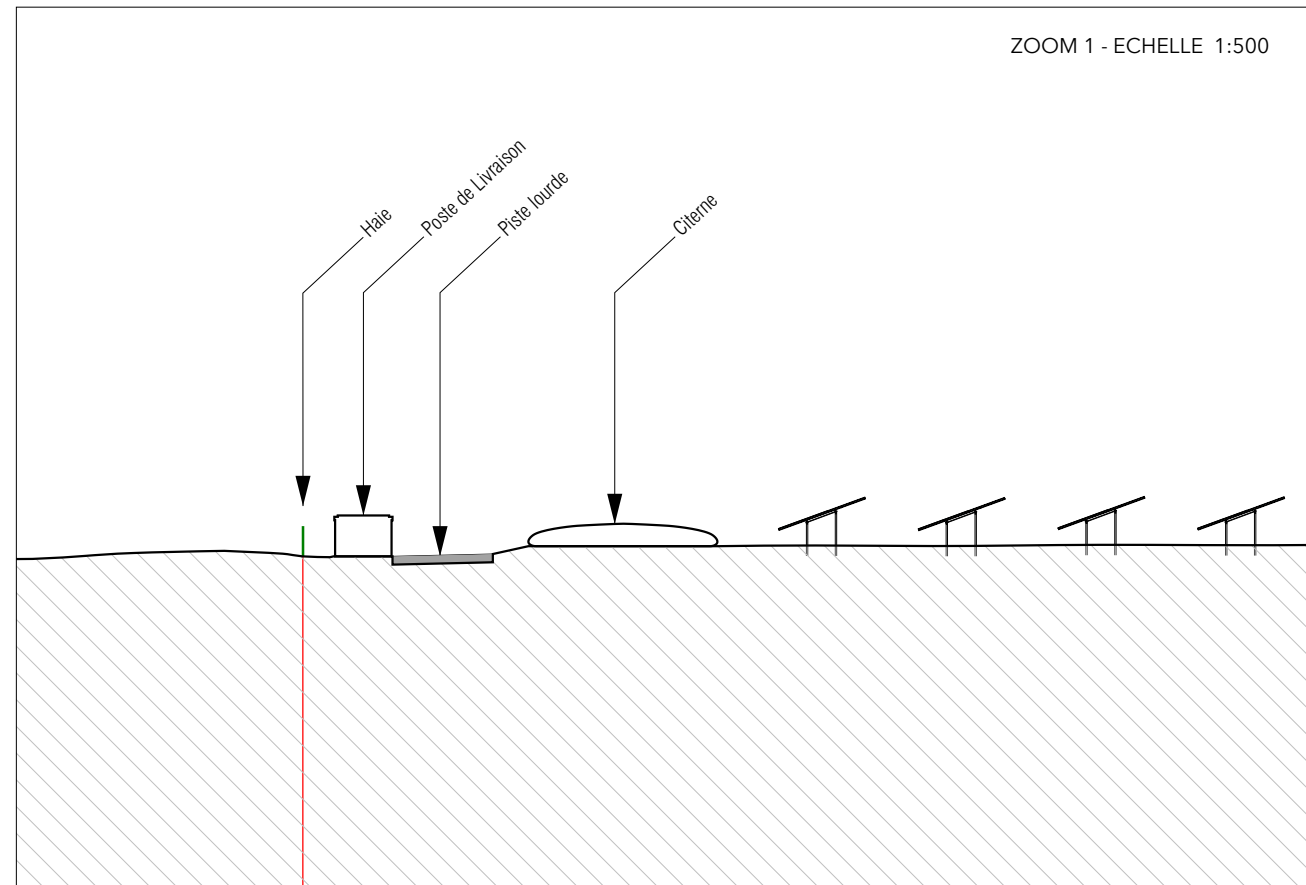 ZOOM 1 - ECHELLE 1:500
Haie
Poste de Livraison
Piste lourde
Citerne